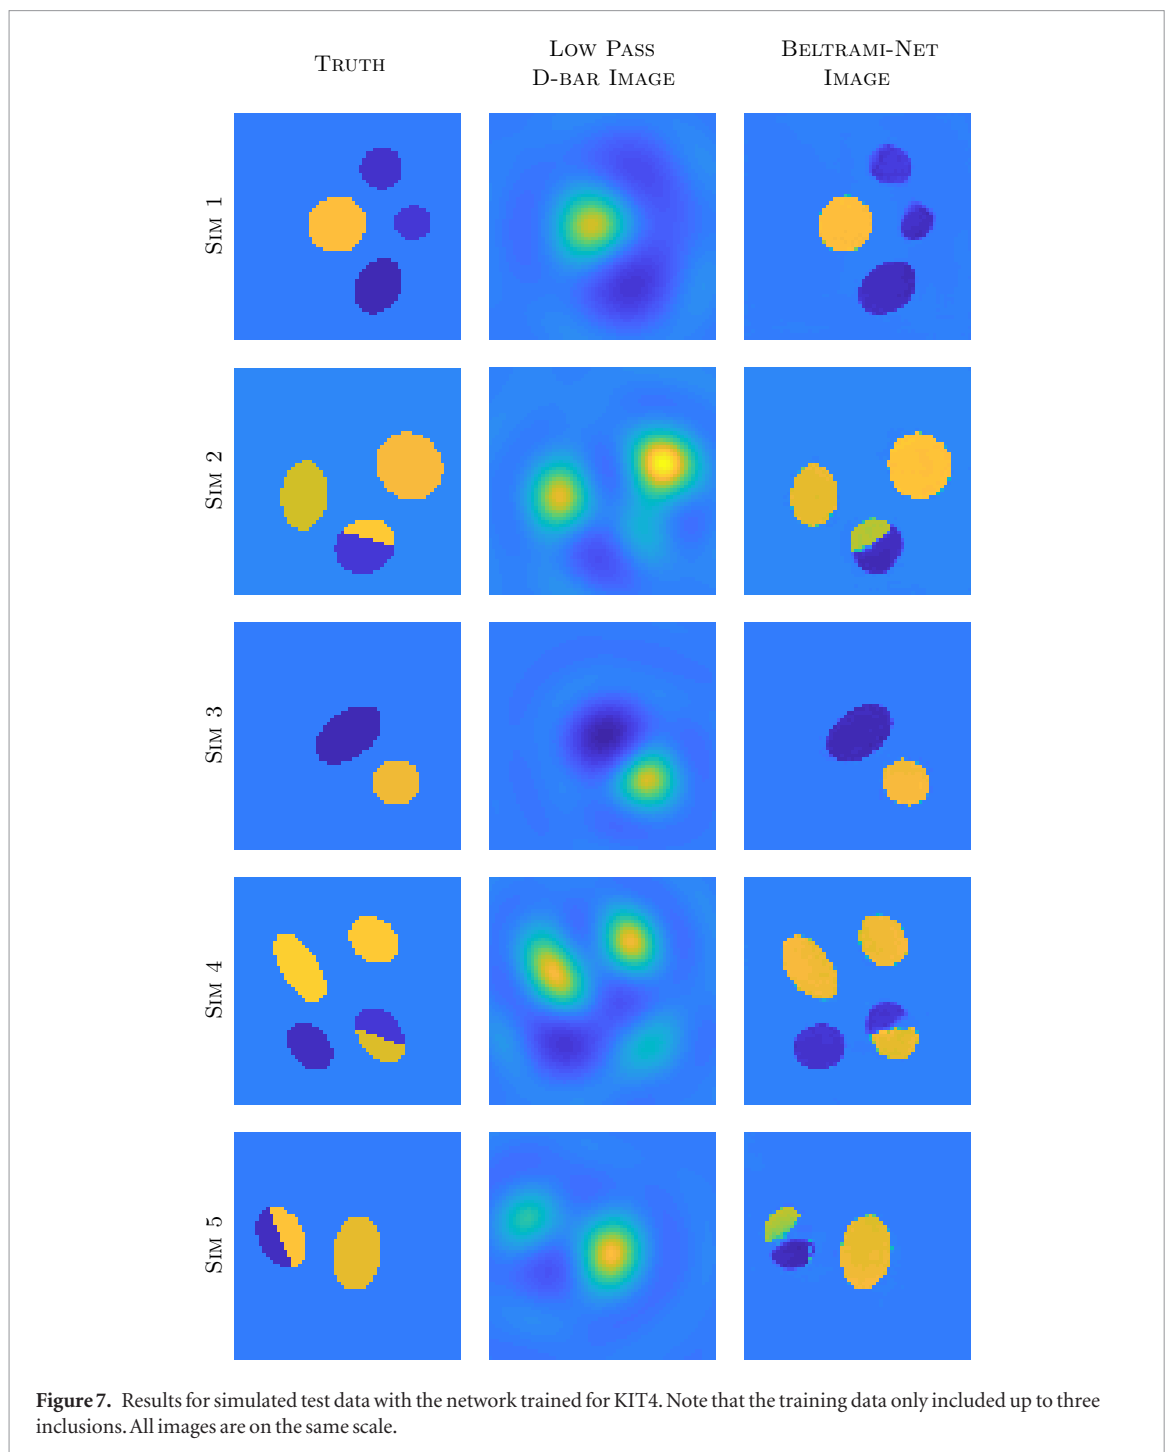 TRUTH
LOW PASS
D-BAR IMAGE
BELTRAMI-NET
IMAGE
SIM 1
SIM 2
SIM 3
SIM 4
SIM 5
Figure 7. Results for simulated test data with the network trained for KIT4. Note that the training data only included up to three
inclusions. All images are on the same scale.